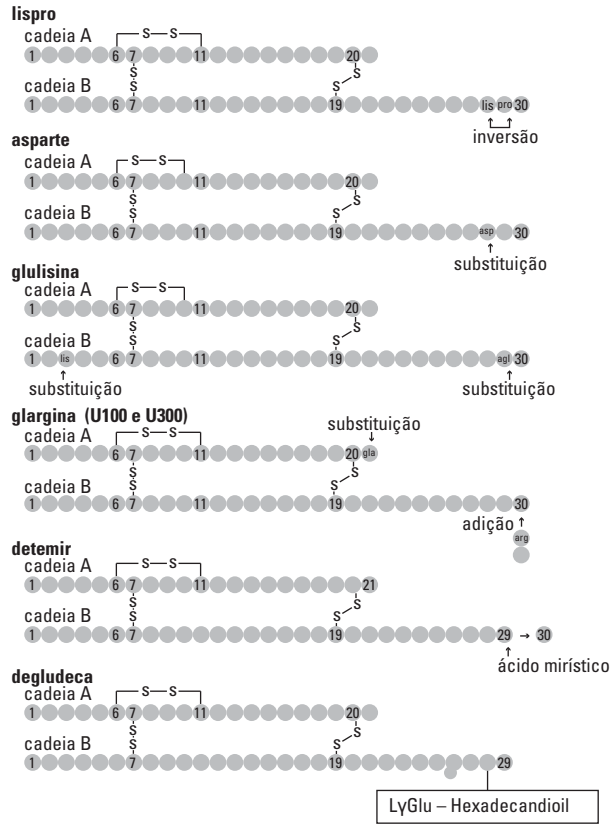 lispro
cadeia A
S S
1 6 7 11 20
S S
S S
cadeia B
1 6 7 19 lis pro 30
inversão
asparte
cadeia A
S S
1 6 7 11 20
S S
S S
cadeia B
1 6 7 11 19 asp 30
substituição
glulisina
cadeia A
S S
1 6 7 11 20
S S
S S
cadeia B
1 lis 6 7 11 19 agl 30
substituição substituição
glargina (U100 e U300)
substituição
cadeia A
S S
1 6 7 11 20 gla
S S
S S
cadeia B
1 6 7 11 19 30
adição
arg
detemir
cadeia A
S S
1 6 7 11 21
S S
S S
cadeia B
1 6 7 19 29 → 30
ácido mirístico
degludeca
cadeia A
S S
1 6 7 11 20
S S
S S
cadeia B
1 7 19 29
LγGlu – Hexadecandioil